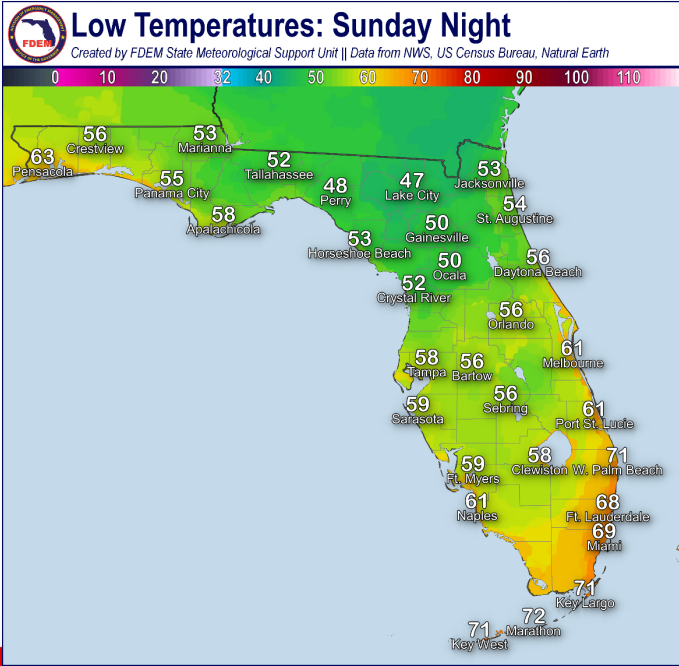 FDEM
Low Temperatures: Sunday Night
Created by FDEM State Meteorological Support Unit || Data from NWS, US Census Bureau, Natural Earth
0 10 20 32 40 50 60 70 80 90 100 110
56
Crestview
53
Marianna
63
Pensacola
52
Tallahassee
55
Panama City
48
Perry
47
Lake City
53
Jacksonville
58
Apalachicola
54
St. Augustine
50
Gainesville
53
Horseshoe Beach
50
Ocala
56
Daytona Beach
52
Crystal River
56
Orlando
58
Tampa
56
Bartow
61
Melbourne
59
Sarasota
56
Sebring
61
Port St. Lucie
59
Ft. Myers
58
Clewiston
71
W. Palm Beach
61
Naples
68
Ft. Lauderdale
69
Miami
71
Key Largo
72
Marathon
71
Key West